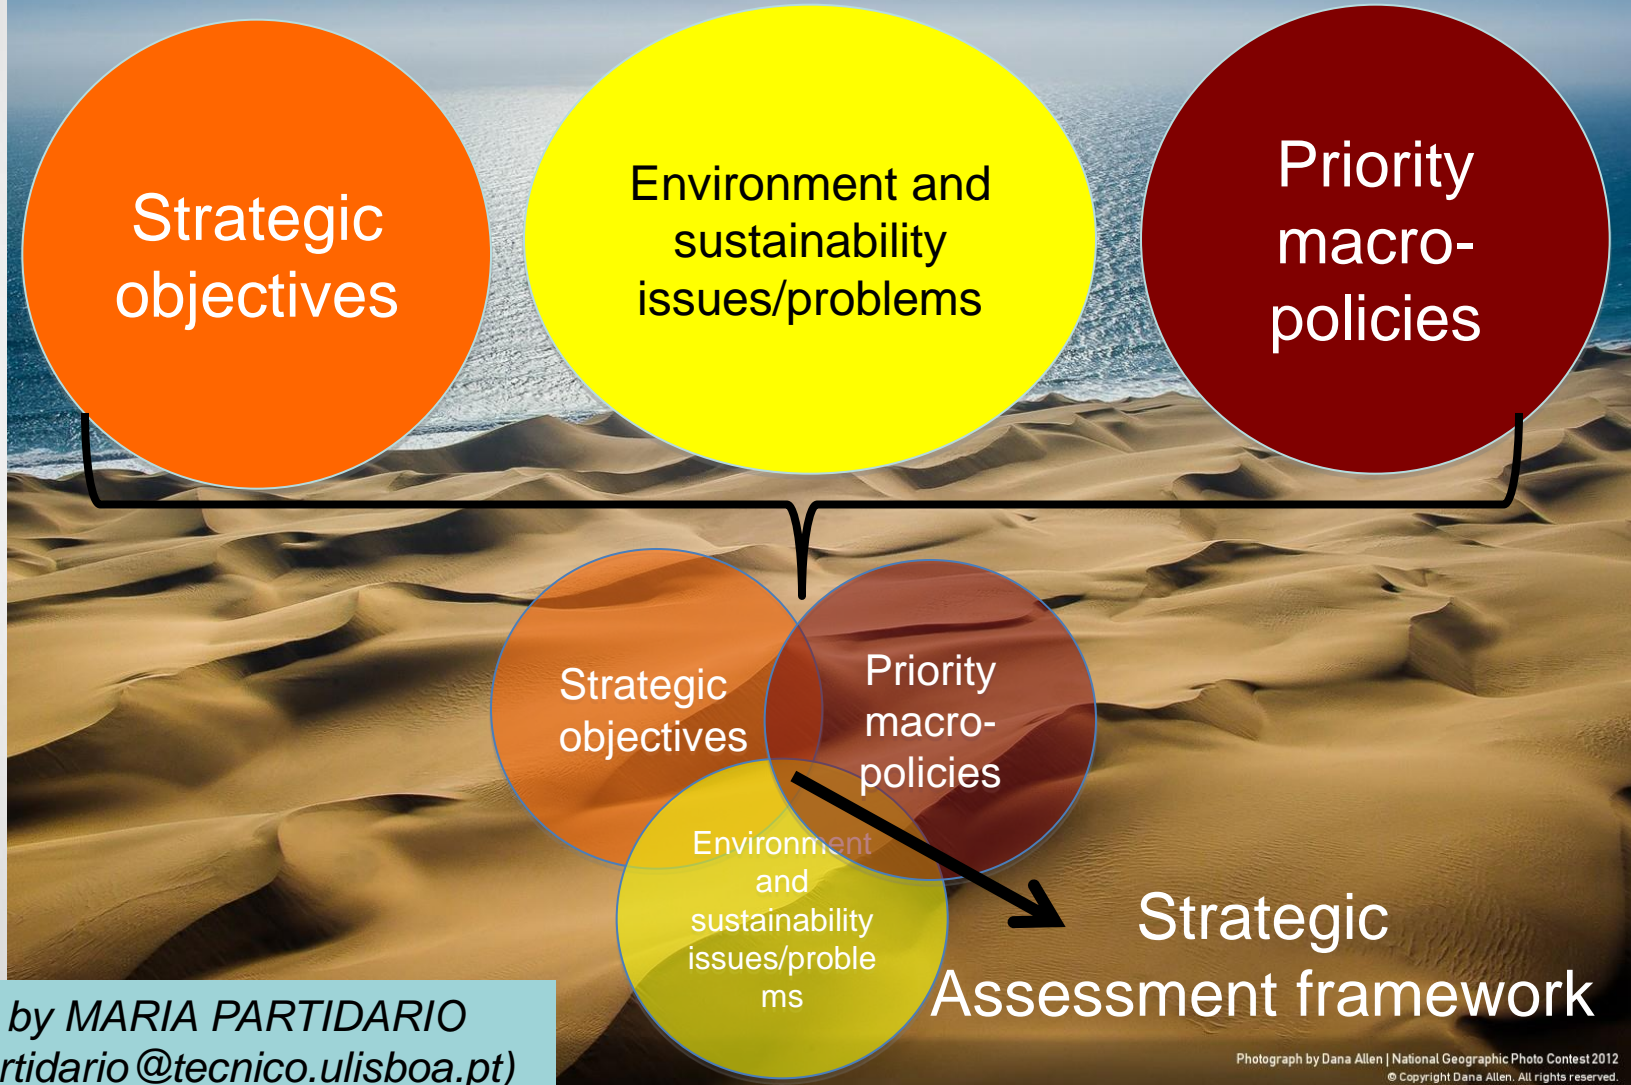 Strategic
objectives
Environment and
sustainability
issues/problems
Priority
macro-
policies
Strategic
objectives
Priority
macro-
policies
Environment
and
sustainability
issues/proble
ms
Strategic
Assessment framework
by MARIA PARTIDARIO
rtidario@tecnico.ulisboa.pt)
Photograph by Dana Allen | National Geographic Photo Contest 2012
© Copyright Dana Allen. All rights reserved.